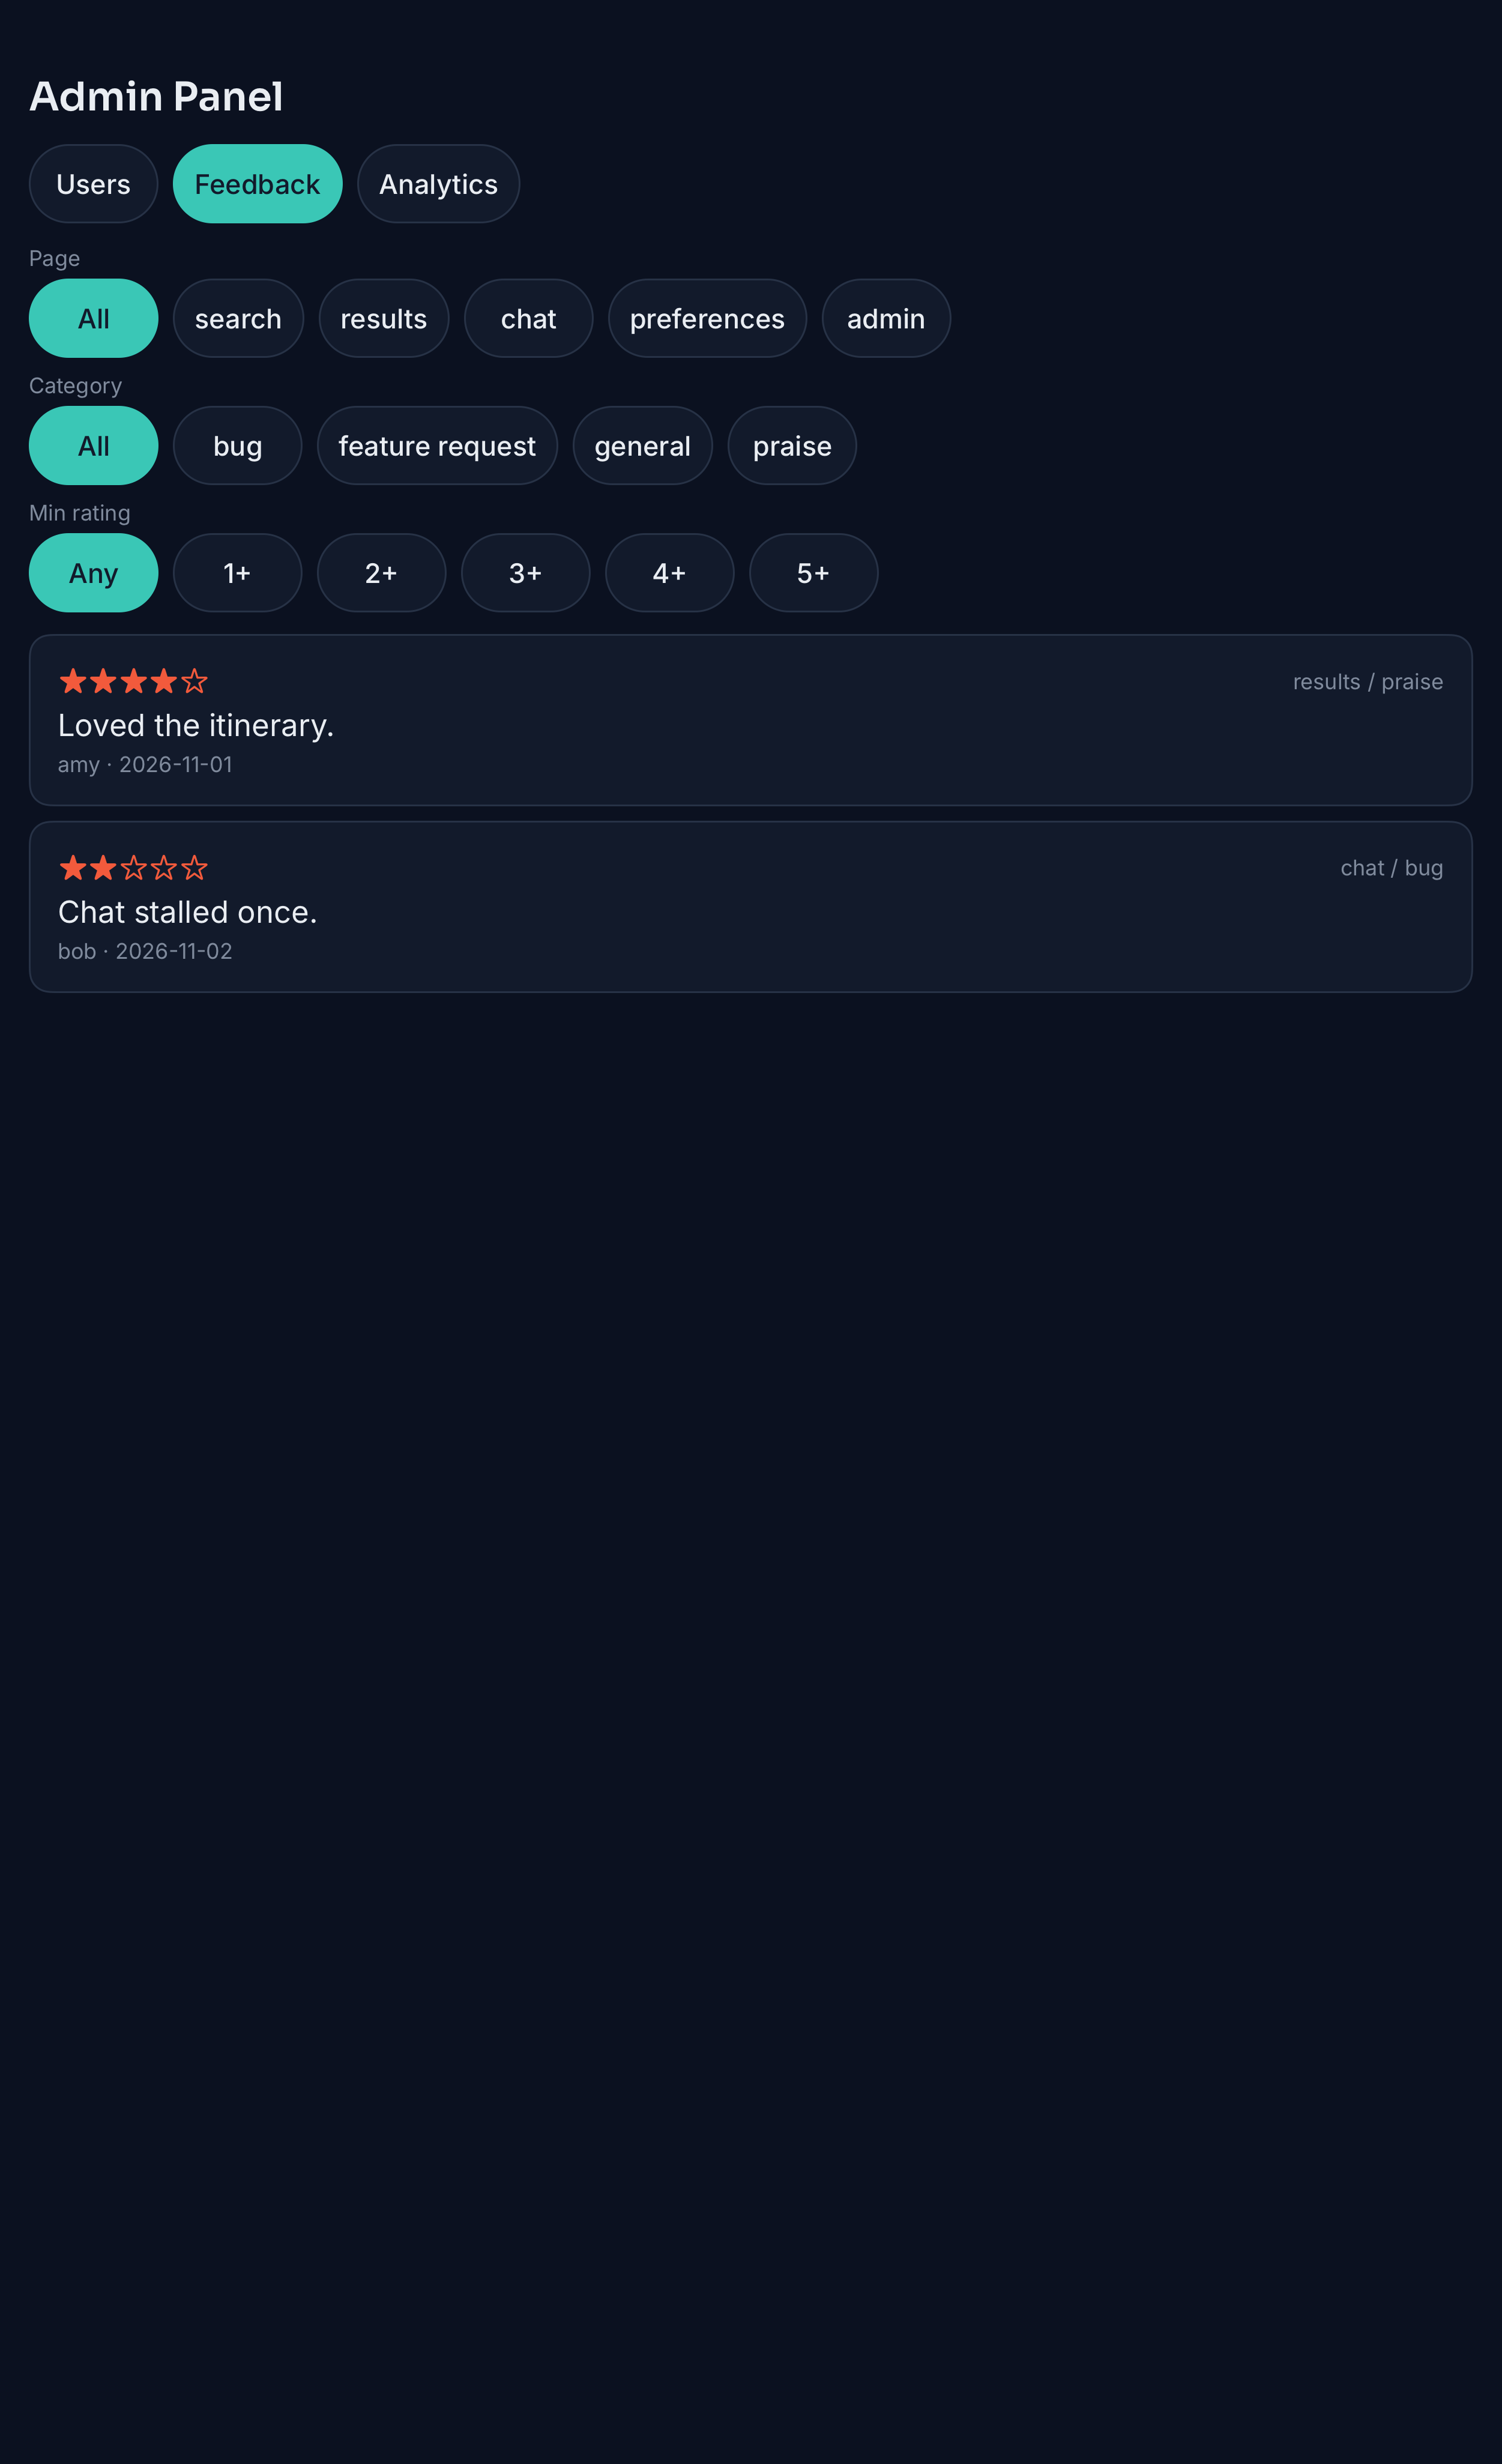 Admin Panel
Users Feedback Analytics
Page
All search results chat preferences admin
Category
All bug feature request general praise
Min rating
Any 1+ 2+ 3+ 4+ 5+
★★★★☆ results / praise
Loved the itinerary.
amy · 2026-11-01
★★☆☆☆ chat / bug
Chat stalled once.
bob · 2026-11-02